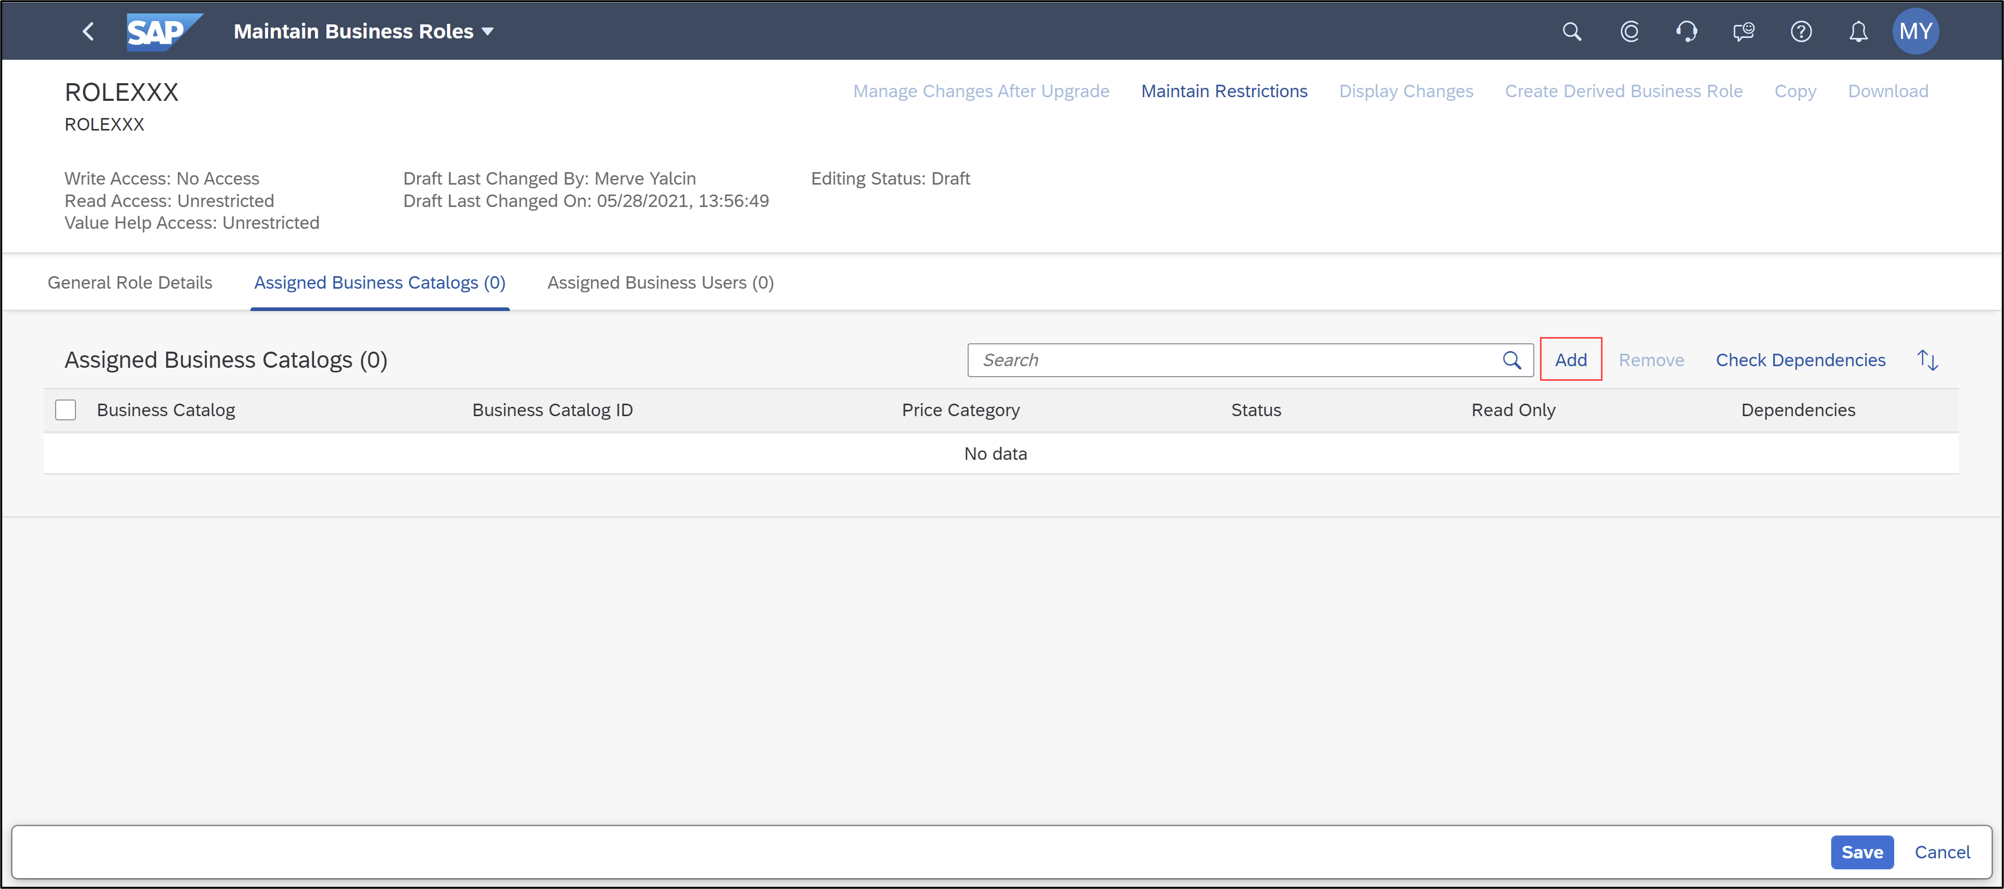 SAP Maintain Business Roles MY
ROLEXXX
Manage Changes After Upgrade Maintain Restrictions Display Changes Create Derived Business Role Copy Download
ROLEXXX
Write Access: No Access Draft Last Changed By: Merve Yalcin Editing Status: Draft
Read Access: Unrestricted Draft Last Changed On: 05/28/2021, 13:56:49
Value Help Access: Unrestricted
General Role Details Assigned Business Catalogs (0) Assigned Business Users (0)
Assigned Business Catalogs (0) Search Add Remove Check Dependencies
Business Catalog Business Catalog ID Price Category Status Read Only Dependencies
No data
Save Cancel